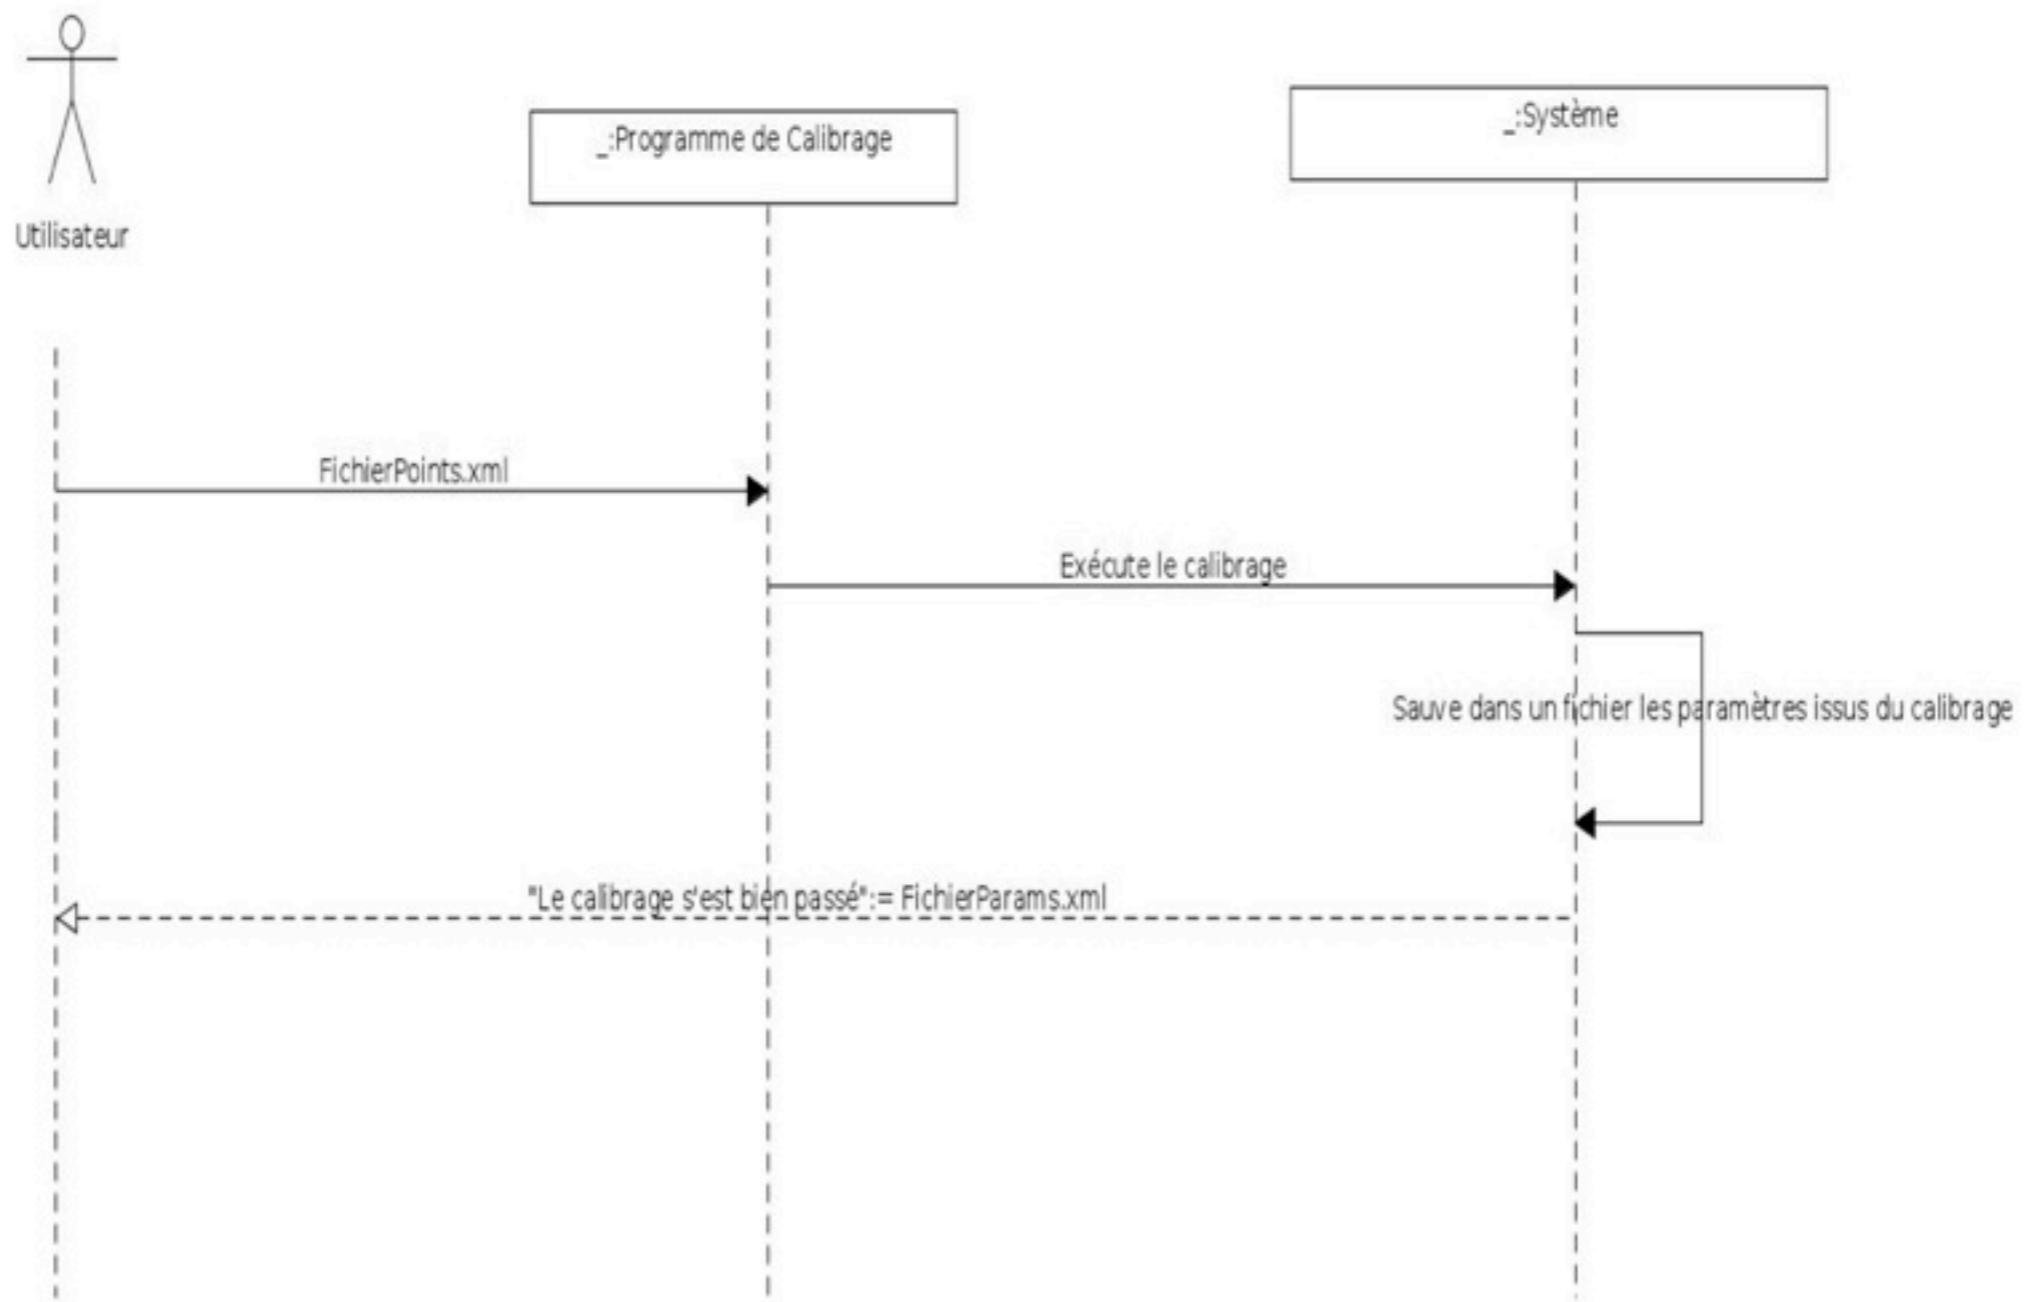 _:Système
_:Programme de Calibrage
Utilisateur
FichierPoints.xml
Exécute le calibrage
Sauve dans un fichier les paramètres issus du calibrage
"Le calibrage s'est bien passé":= FichierParams.xml